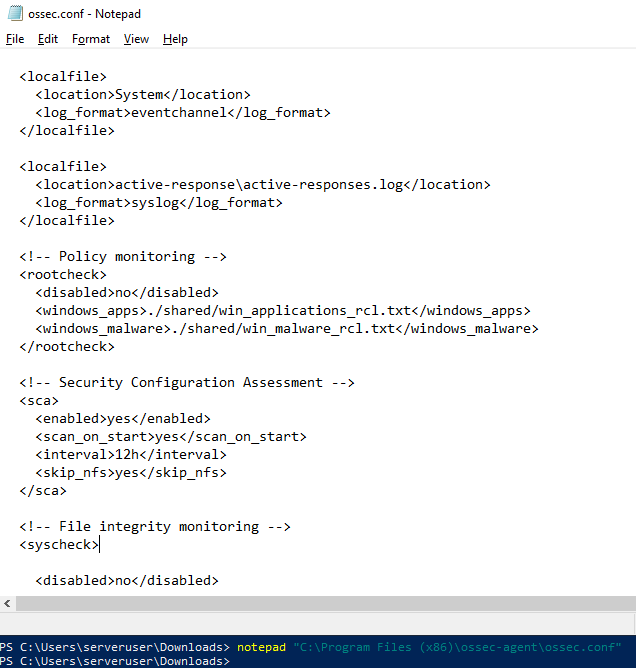 ossec.conf - Notepad
File Edit Format View Help
<localfile>
<location>System</location>
<log_format>eventchannel</log_format>
</localfile>
<localfile>
<location>active-response\active-responses.log</location>
<log_format>syslog</log_format>
</localfile>
<!-- Policy monitoring -->
<rootcheck>
<disabled>no</disabled>
<windows_apps>./shared/win_applications_rcl.txt</windows_apps>
<windows_malware>./shared/win_malware_rcl.txt</windows_malware>
</rootcheck>
<!-- Security Configuration Assessment -->
<sca>
<enabled>yes</enabled>
<scan_on_start>yes</scan_on_start>
<interval>12h</interval>
<skip_nfs>yes</skip_nfs>
</sca>
<!-- File integrity monitoring -->
<syscheck>
<disabled>no</disabled>
PS C:\Users\serveruser\Downloads> notepad "C:\Program Files (x86)\ossec-agent\ossec.conf"
PS C:\Users\serveruser\Downloads>